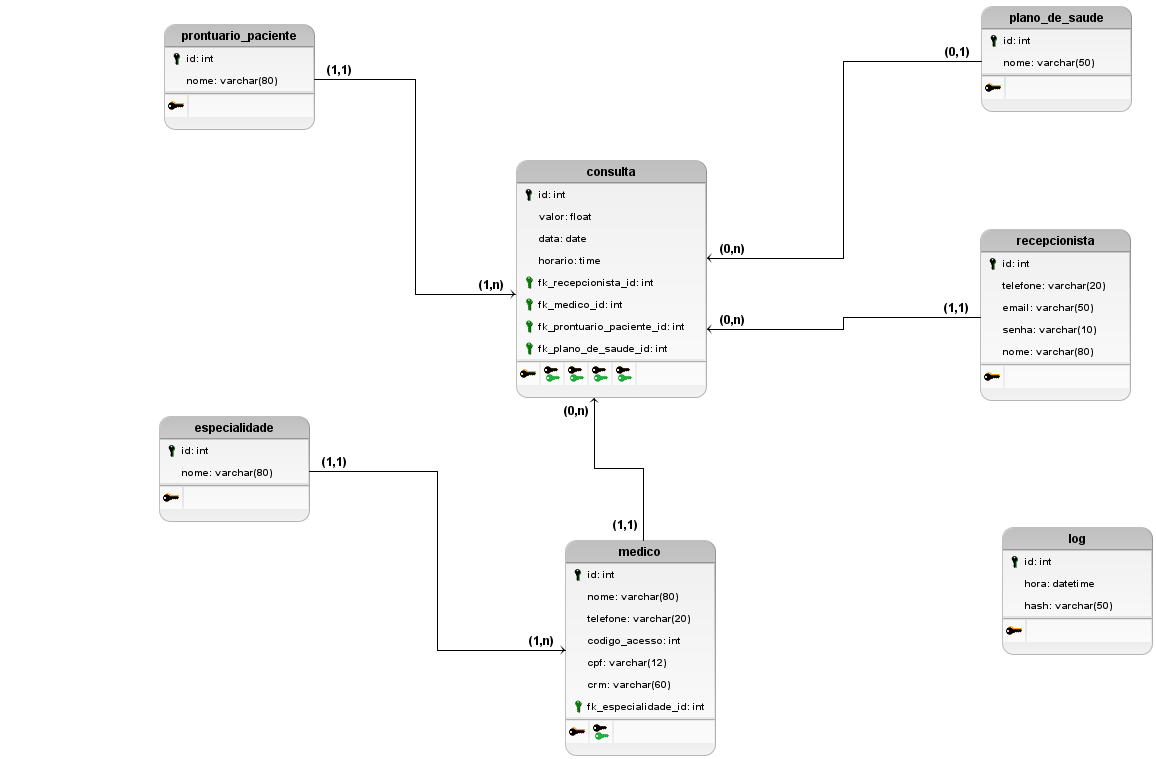 prontuario_paciente
id: int
nome: varchar(80)
(1,1)
plano_de_saude
id: int
nome: varchar(50)
(0,1)
consulta
id: int
valor: float
data: date
horario: time
fk_recepcionista_id: int
fk_medico_id: int
fk_prontuario_paciente_id: int
fk_plano_de_saude_id: int
(1,n)
(0,n)
(0,n)
(0,n)
recepcionista
id: int
telefone: varchar(20)
email: varchar(50)
senha: varchar(10)
nome: varchar(80)
(1,1)
especialidade
id: int
nome: varchar(80)
(1,1)
(1,1)
medico
id: int
nome: varchar(80)
telefone: varchar(20)
codigo_acesso: int
cpf: varchar(12)
crm: varchar(60)
fk_especialidade_id: int
(1,n)
log
id: int
hora: datetime
hash: varchar(50)